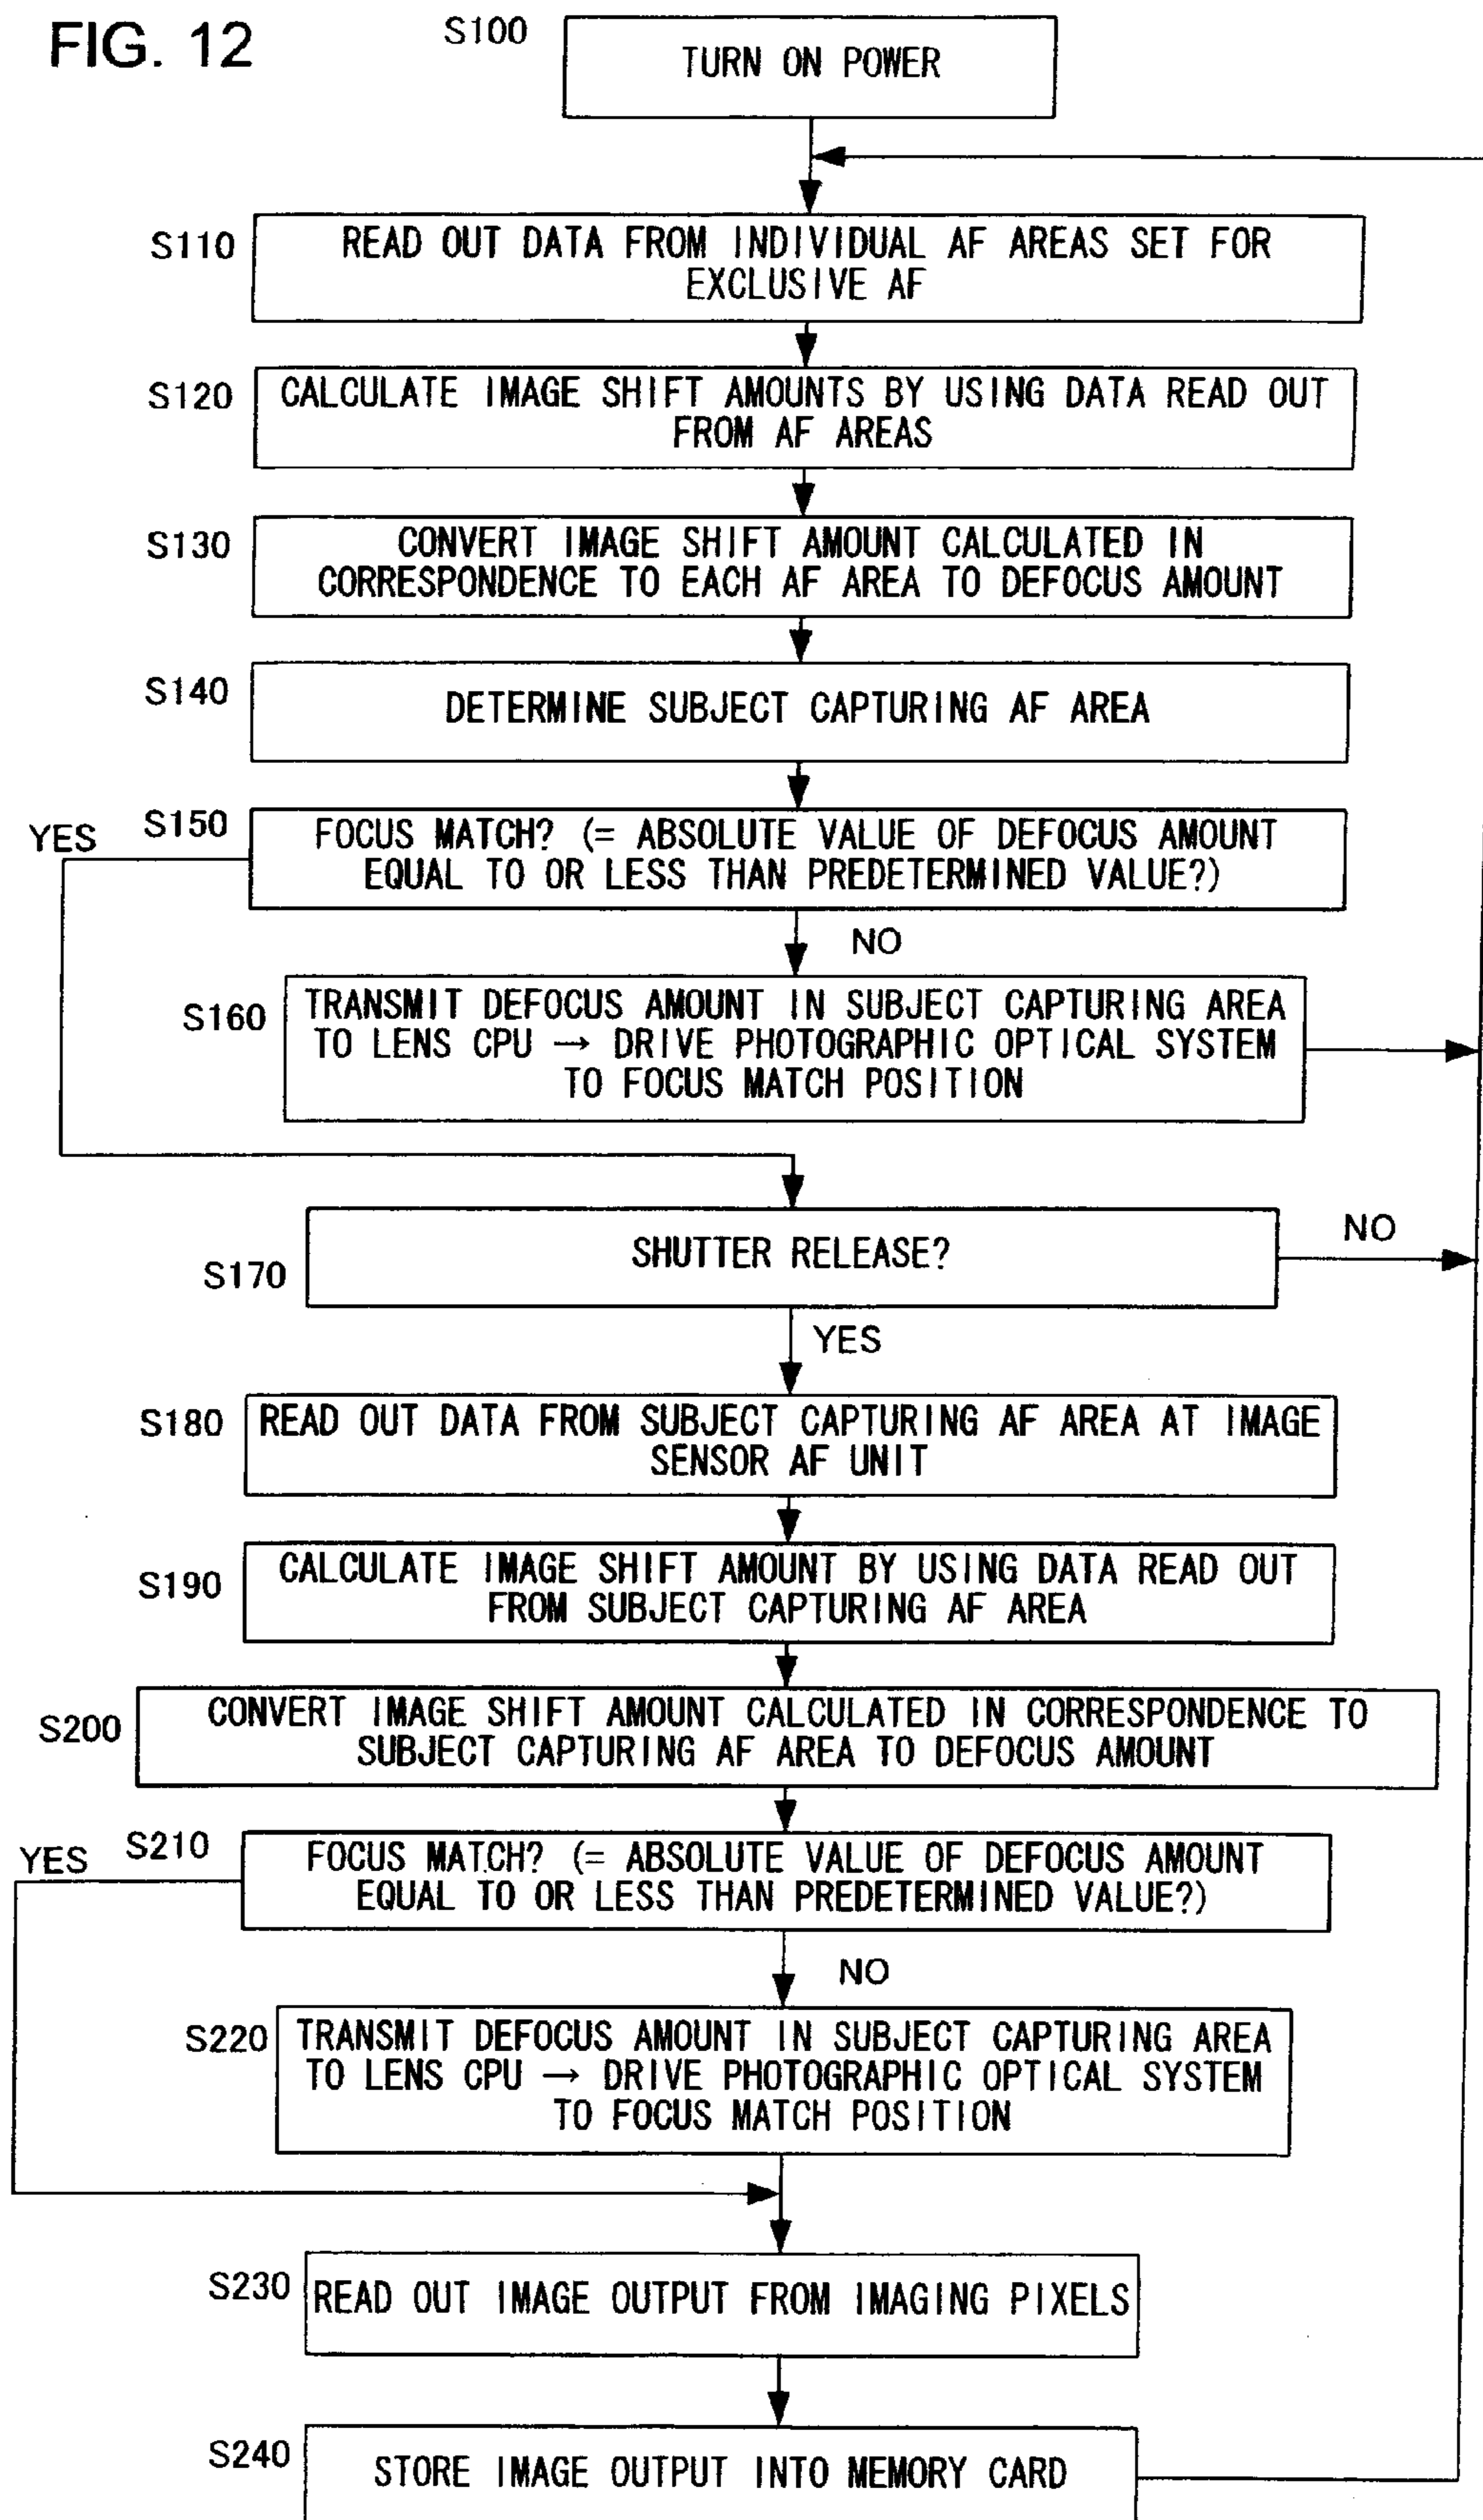 FIG. 12
S100
TURN ON POWER
S110
READ OUT DATA FROM INDIVIDUAL AF AREAS SET FOR
EXCLUSIVE AF
S120
CALCULATE IMAGE SHIFT AMOUNTS BY USING DATA READ OUT
FROM AF AREAS
S130
CONVERT IMAGE SHIFT AMOUNT CALCULATED IN
CORRESPONDENCE TO EACH AF AREA TO DEFOCUS AMOUNT
S140
DETERMINE SUBJECT CAPTURING AF AREA
YES
S150
FOCUS MATCH? (= ABSOLUTE VALUE OF DEFOCUS AMOUNT
EQUAL TO OR LESS THAN PREDETERMINED VALUE?)
NO
S160
TRANSMIT DEFOCUS AMOUNT IN SUBJECT CAPTURING AREA
TO LENS CPU → DRIVE PHOTOGRAPHIC OPTICAL SYSTEM
TO FOCUS MATCH POSITION
S170
SHUTTER RELEASE?
NO
YES
S180
READ OUT DATA FROM SUBJECT CAPTURING AF AREA AT IMAGE
SENSOR AF UNIT
S190
CALCULATE IMAGE SHIFT AMOUNT BY USING DATA READ OUT
FROM SUBJECT CAPTURING AF AREA
S200
CONVERT IMAGE SHIFT AMOUNT CALCULATED IN CORRESPONDENCE TO
SUBJECT CAPTURING AF AREA TO DEFOCUS AMOUNT
YES
S210
FOCUS MATCH? (= ABSOLUTE VALUE OF DEFOCUS AMOUNT
EQUAL TO OR LESS THAN PREDETERMINED VALUE?)
NO
S220
TRANSMIT DEFOCUS AMOUNT IN SUBJECT CAPTURING AREA
TO LENS CPU → DRIVE PHOTOGRAPHIC OPTICAL SYSTEM
TO FOCUS MATCH POSITION
S230
READ OUT IMAGE OUTPUT FROM IMAGING PIXELS
S240
STORE IMAGE OUTPUT INTO MEMORY CARD